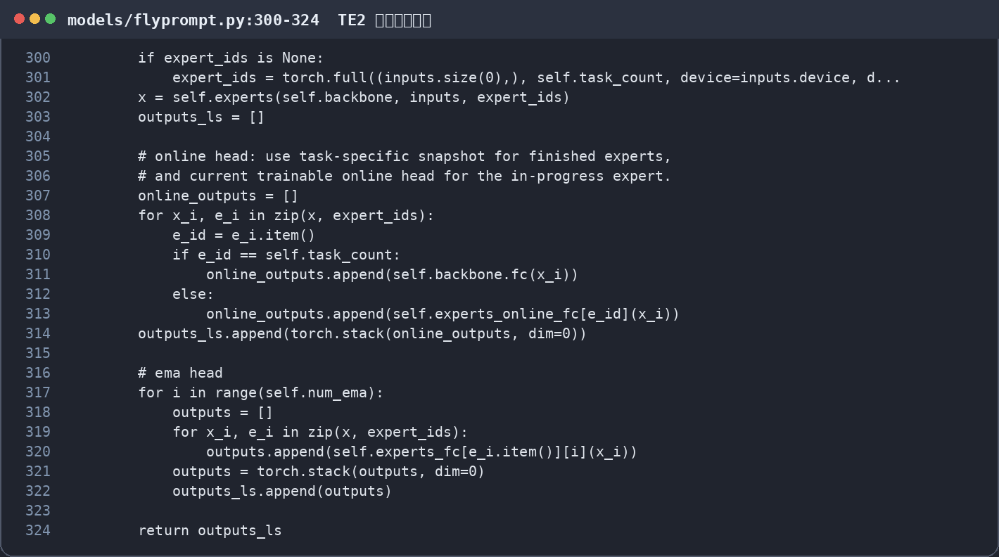 models/flyprompt.py:300-324 TE2
300 if expert_ids is None:
301 expert_ids = torch.full((inputs.size(0),), self.task_count, device=inputs.device, d...
302 x = self.experts(self.backbone, inputs, expert_ids)
303 outputs_ls = []
304
305 # online head: use task-specific snapshot for finished experts,
306 # and current trainable online head for the in-progress expert.
307 online_outputs = []
308 for x_i, e_i in zip(x, expert_ids):
309 e_id = e_i.item()
310 if e_id == self.task_count:
311 online_outputs.append(self.backbone.fc(x_i))
312 else:
313 online_outputs.append(self.experts_online_fc[e_id](x_i))
314 outputs_ls.append(torch.stack(online_outputs, dim=0))
315
316 # ema head
317 for i in range(self.num_ema):
318 outputs = []
319 for x_i, e_i in zip(x, expert_ids):
320 outputs.append(self.experts_fc[e_i.item()][i](x_i))
321 outputs = torch.stack(outputs, dim=0)
322 outputs_ls.append(outputs)
323
324 return outputs_ls